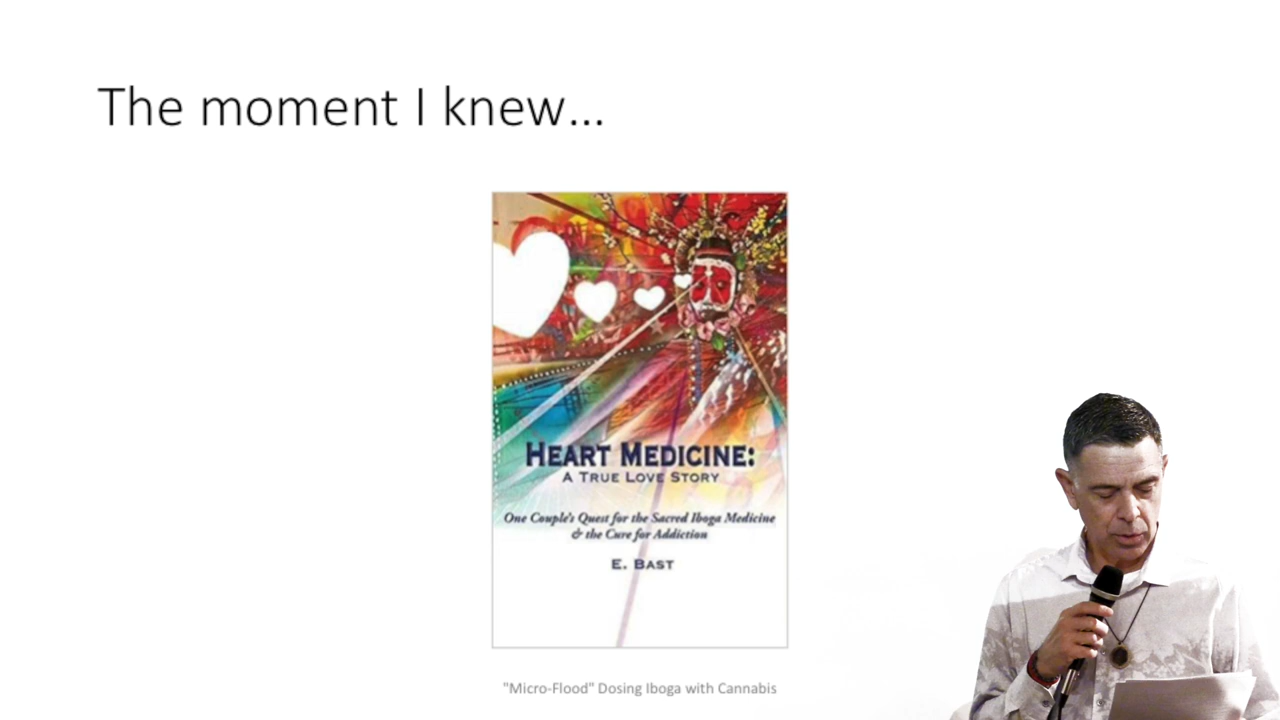 The moment I knew...
HEART MEDICINE:
A TRUE LOVE STORY
One Couple's Quest for the Sacred Iboga Medicine
& the Cure for Addiction
E. BAST
"Micro-Flood" Dosing Iboga with Cannabis